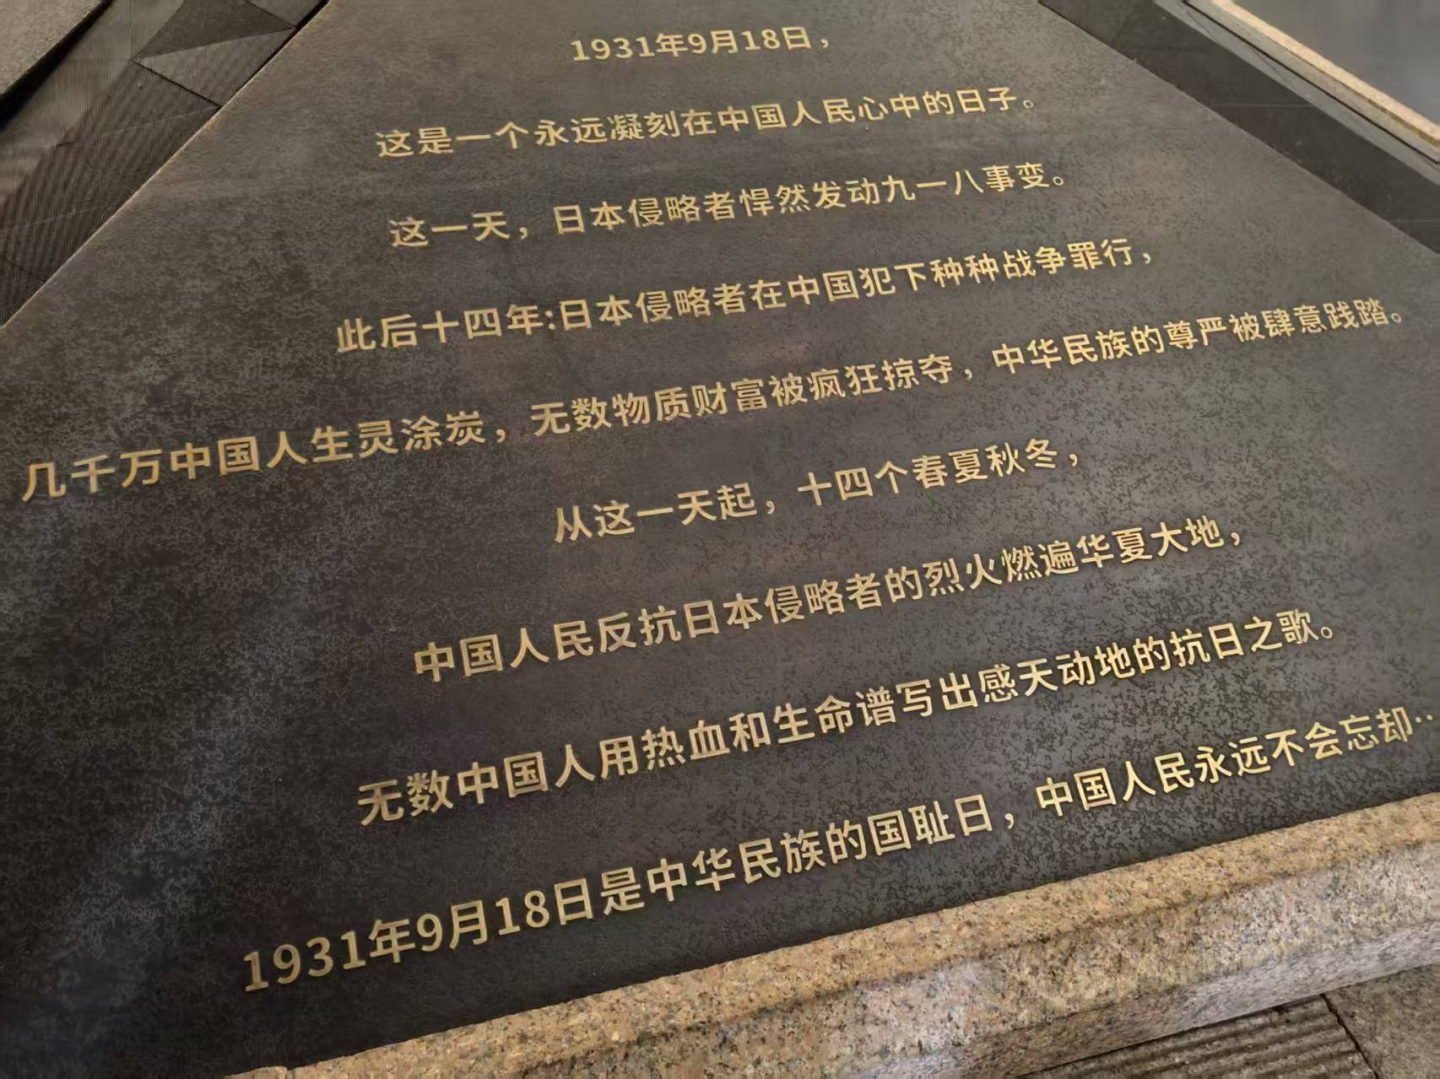 1931年9月18日，
这是一个永远凝刻在中国人民心中的日子。
这一天，日本侵略者悍然发动九一八事变。
此后十四年:日本侵略者在中国犯下种种战争罪行，
几千万中国人生灵涂炭，无数物质财富被疯狂掠夺，中华民族的尊严被肆意践踏。
从这一天起，十四个春夏秋冬，
中国人民反抗日本侵略者的烈火燃遍华夏大地，
无数中国人用热血和生命谱写出感天动地的抗日之歌。
1931年9月18日是中华民族的国耻日，中国人民永远不会忘却··